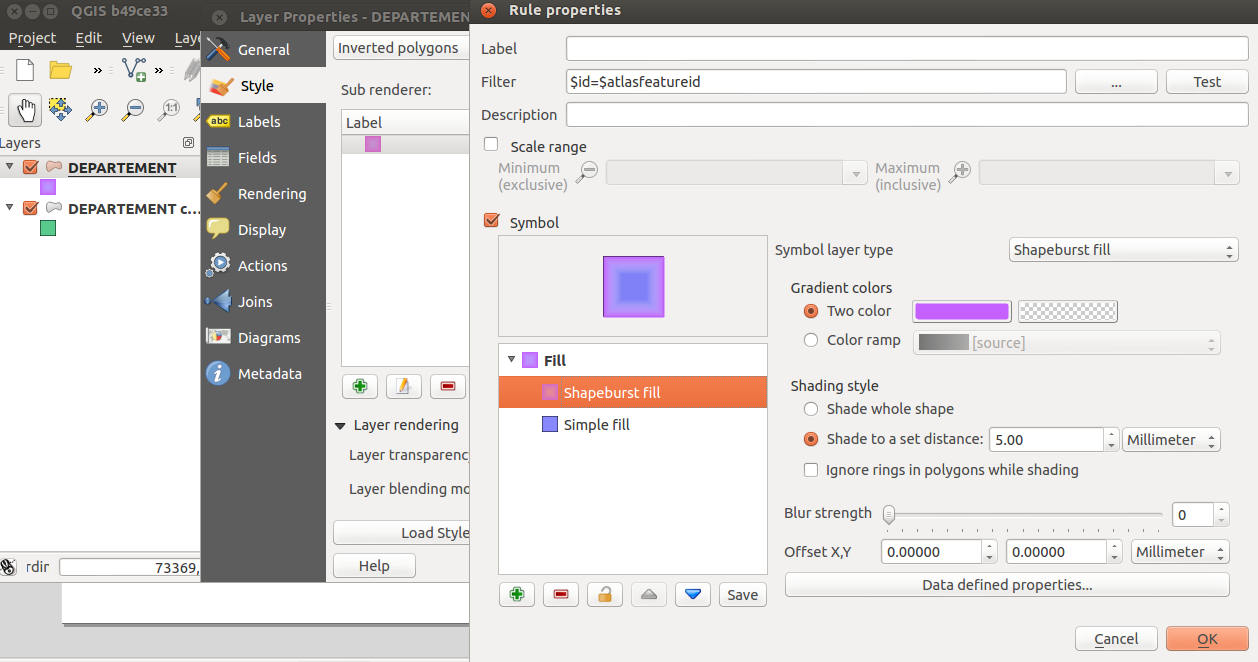 QGIS b49ce33
Project Edit View Laye
Layers
DEPARTEMENT
DEPARTEMENT c...
rdir 73369,
Layer Properties - DEPARTEMEN
General
Style
Labels
Fields
Rendering
Display
Actions
Joins
Diagrams
Metadata
Inverted polygons
Sub renderer:
Label
Layer rendering
Layer transparency
Layer blending mo
Load Style
Help
Rule properties
Label
Filter $id=$atlasfeatureid ... Test
Description
Scale range
Minimum (exclusive)
Maximum (inclusive)
Symbol
Fill
Shapeburst fill
Simple fill
Save
Symbol layer type Shapeburst fill
Gradient colors
Two color
Color ramp [source]
Shading style
Shade whole shape
Shade to a set distance: 5.00 Millimeter
Ignore rings in polygons while shading
Blur strength 0
Offset X,Y 0.00000 0.00000 Millimeter
Data defined properties...
Cancel OK
abc
1:1